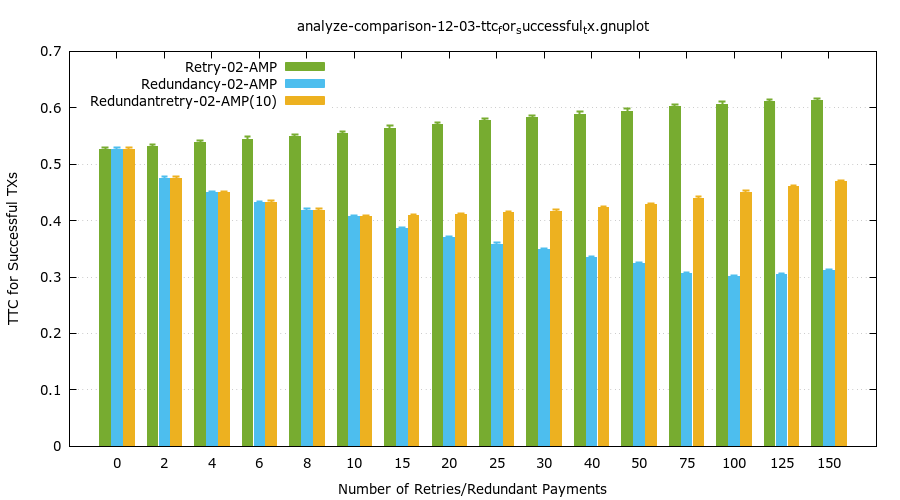 analyze-comparison-12-03-ttcforsuccessfultx.gnuplot
0.7
0.6
0.5
0.4
0.3
0.2
0.1
0
TTC for Successful TXs
Retry-02-AMP
Redundancy-02-AMP
Redundantretry-02-AMP(10)
0 2 4 6 8 10 15 20 25 30 40 50 75 100 125 150
Number of Retries/Redundant Payments